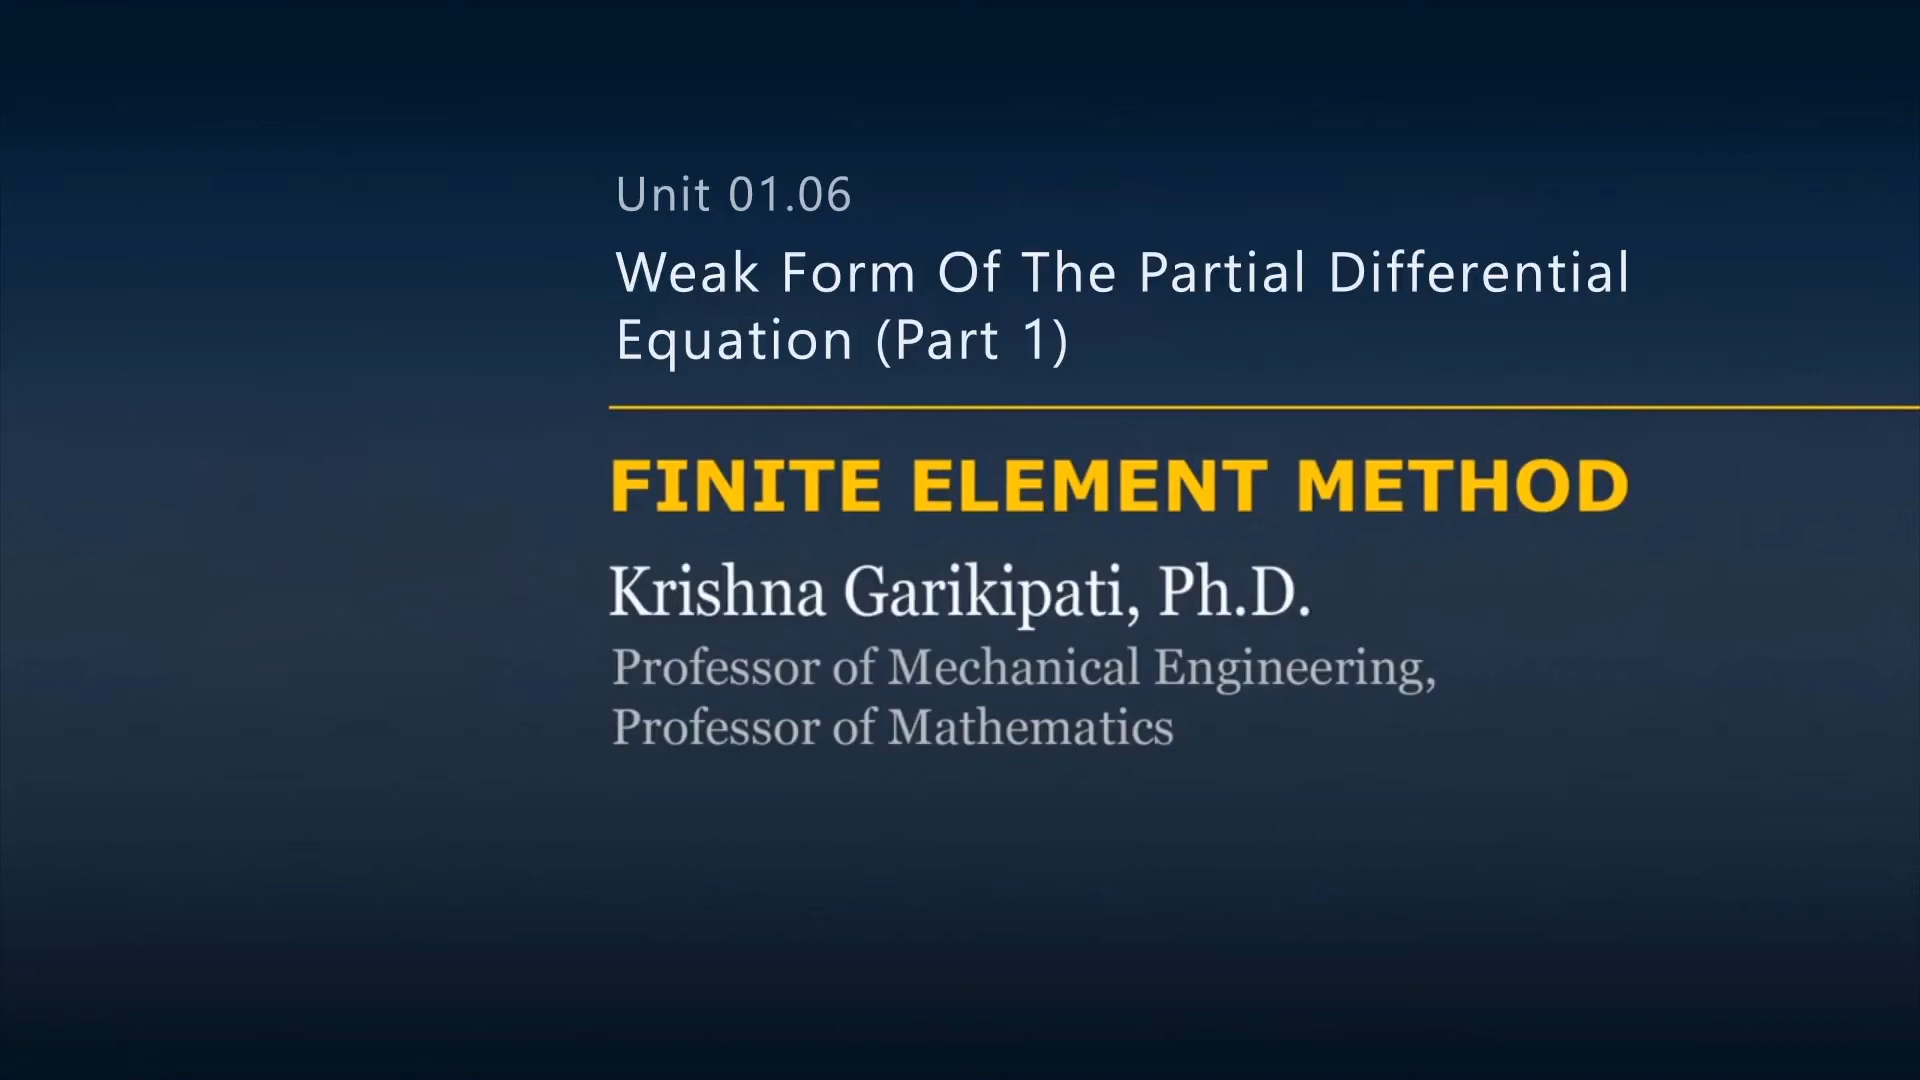 Unit 01.06
Weak Form Of The Partial Differential
Equation (Part 1)
FINITE ELEMENT METHOD
Krishna Garikipati, Ph.D.
Professor of Mechanical Engineering,
Professor of Mathematics